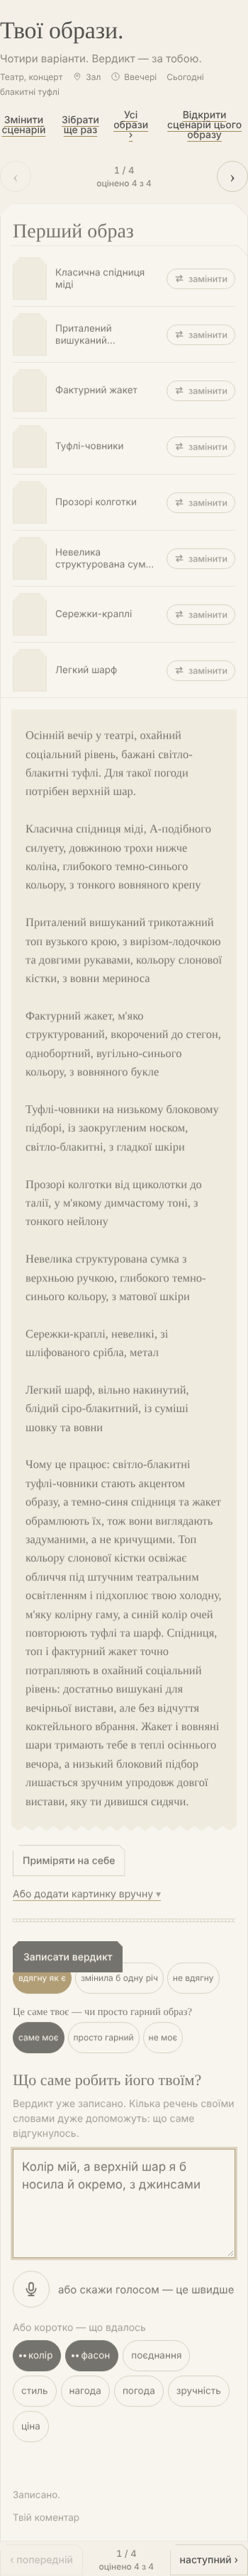 Твої образи.
Чотири варіанти. Вердикт — за тобою.
Театр, концерт Зал Ввечері Сьогодні
блакитні туфлі
Змінити
сценарій
Зібрати
ще раз
Усі
образи
›
Відкрити
сценарій цього
образу
‹
1 / 4
оцінено 4 з 4
›
Перший образ
Класична спідниця
міді
замінити
Приталений
вишуканий…
замінити
Фактурний жакет
замінити
Туфлі-човники
замінити
Прозорі колготки
замінити
Невелика
структурована сум…
замінити
Сережки-краплі
замінити
Легкий шарф
замінити
Осінній вечір у театрі, охайний
соціальний рівень, бажані світло-
блакитні туфлі. Для такої погоди
потрібен верхній шар.
Класична спідниця міді, А-подібного
силуету, довжиною трохи нижче
коліна, глибокого темно-синього
кольору, з тонкого вовняного крепу
Приталений вишуканий трикотажний
топ вузького крою, з вирізом-лодочкою
та довгими рукавами, кольору слонової
кістки, з вовни мериноса
Фактурний жакет, м'яко
структурований, вкорочений до стегон,
однобортний, вугільно-синього
кольору, з вовняного букле
Туфлі-човники на низькому блоковому
підборі, із заокругленим носком,
світло-блакитні, з гладкої шкіри
Прозорі колготки від щиколотки до
талії, у м'якому димчастому тоні, з
тонкого нейлону
Невелика структурована сумка з
верхньою ручкою, глибокого темно-
синього кольору, з матової шкіри
Сережки-краплі, невеликі, зі
шліфованого срібла, метал
Легкий шарф, вільно накинутий,
блідий сіро-блакитний, із суміші
шовку та вовни
Чому це працює: світло-блакитні
туфлі-човники стають акцентом
образу, а темно-синя спідниця та жакет
обрамлюють їх, тож вони виглядають
задуманими, а не кричущими. Топ
кольору слонової кістки освіжає
обличчя під штучним театральним
освітленням і підхоплює твою холодну,
м'яку колірну гаму, а синій колір очей
повторюють туфлі та шарф. Спідниця,
топ і фактурний жакет точно
потрапляють в охайний соціальний
рівень: достатньо вишукані для
вечірньої вистави, але без відчуття
коктейльного вбрання. Жакет і вовняні
шари тримають тебе в теплі осіннього
вечора, а низький блоковий підбор
лишається зручним упродовж довгої
вистави, яку ти дивишся сидячи.
Приміряти на себе
Або додати картинку вручну ▾
Записати вердикт
вдягну як є
змінила б одну річ
не вдягну
Це саме твоє — чи просто гарний образ?
саме моє
просто гарний
не моє
Що саме робить його твоїм?
Вердикт уже записано. Кілька речень своїми
словами дуже допоможуть: що саме
відгукнулось.
Колір мій, а верхній шар я б
носила й окремо, з джинсами
або скажи голосом — це швидше
Або коротко — що вдалось
колір
фасон
поєднання
стиль
нагода
погода
зручність
ціна
Записано.
Твій коментар
‹ попередній
1 / 4
оцінено 4 з 4
наступний ›